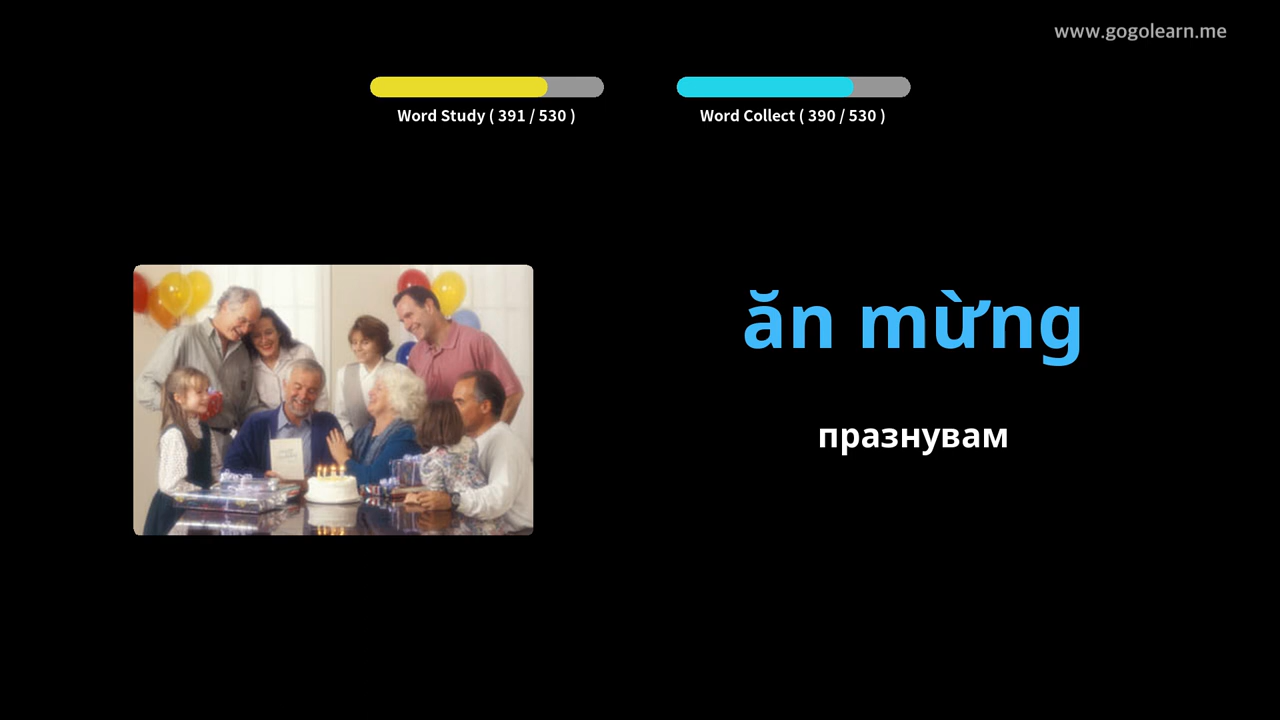 www.gogolearn.me
Word Study ( 391 / 530 )
Word Collect ( 390 / 530 )
ăn mừng
празнувам